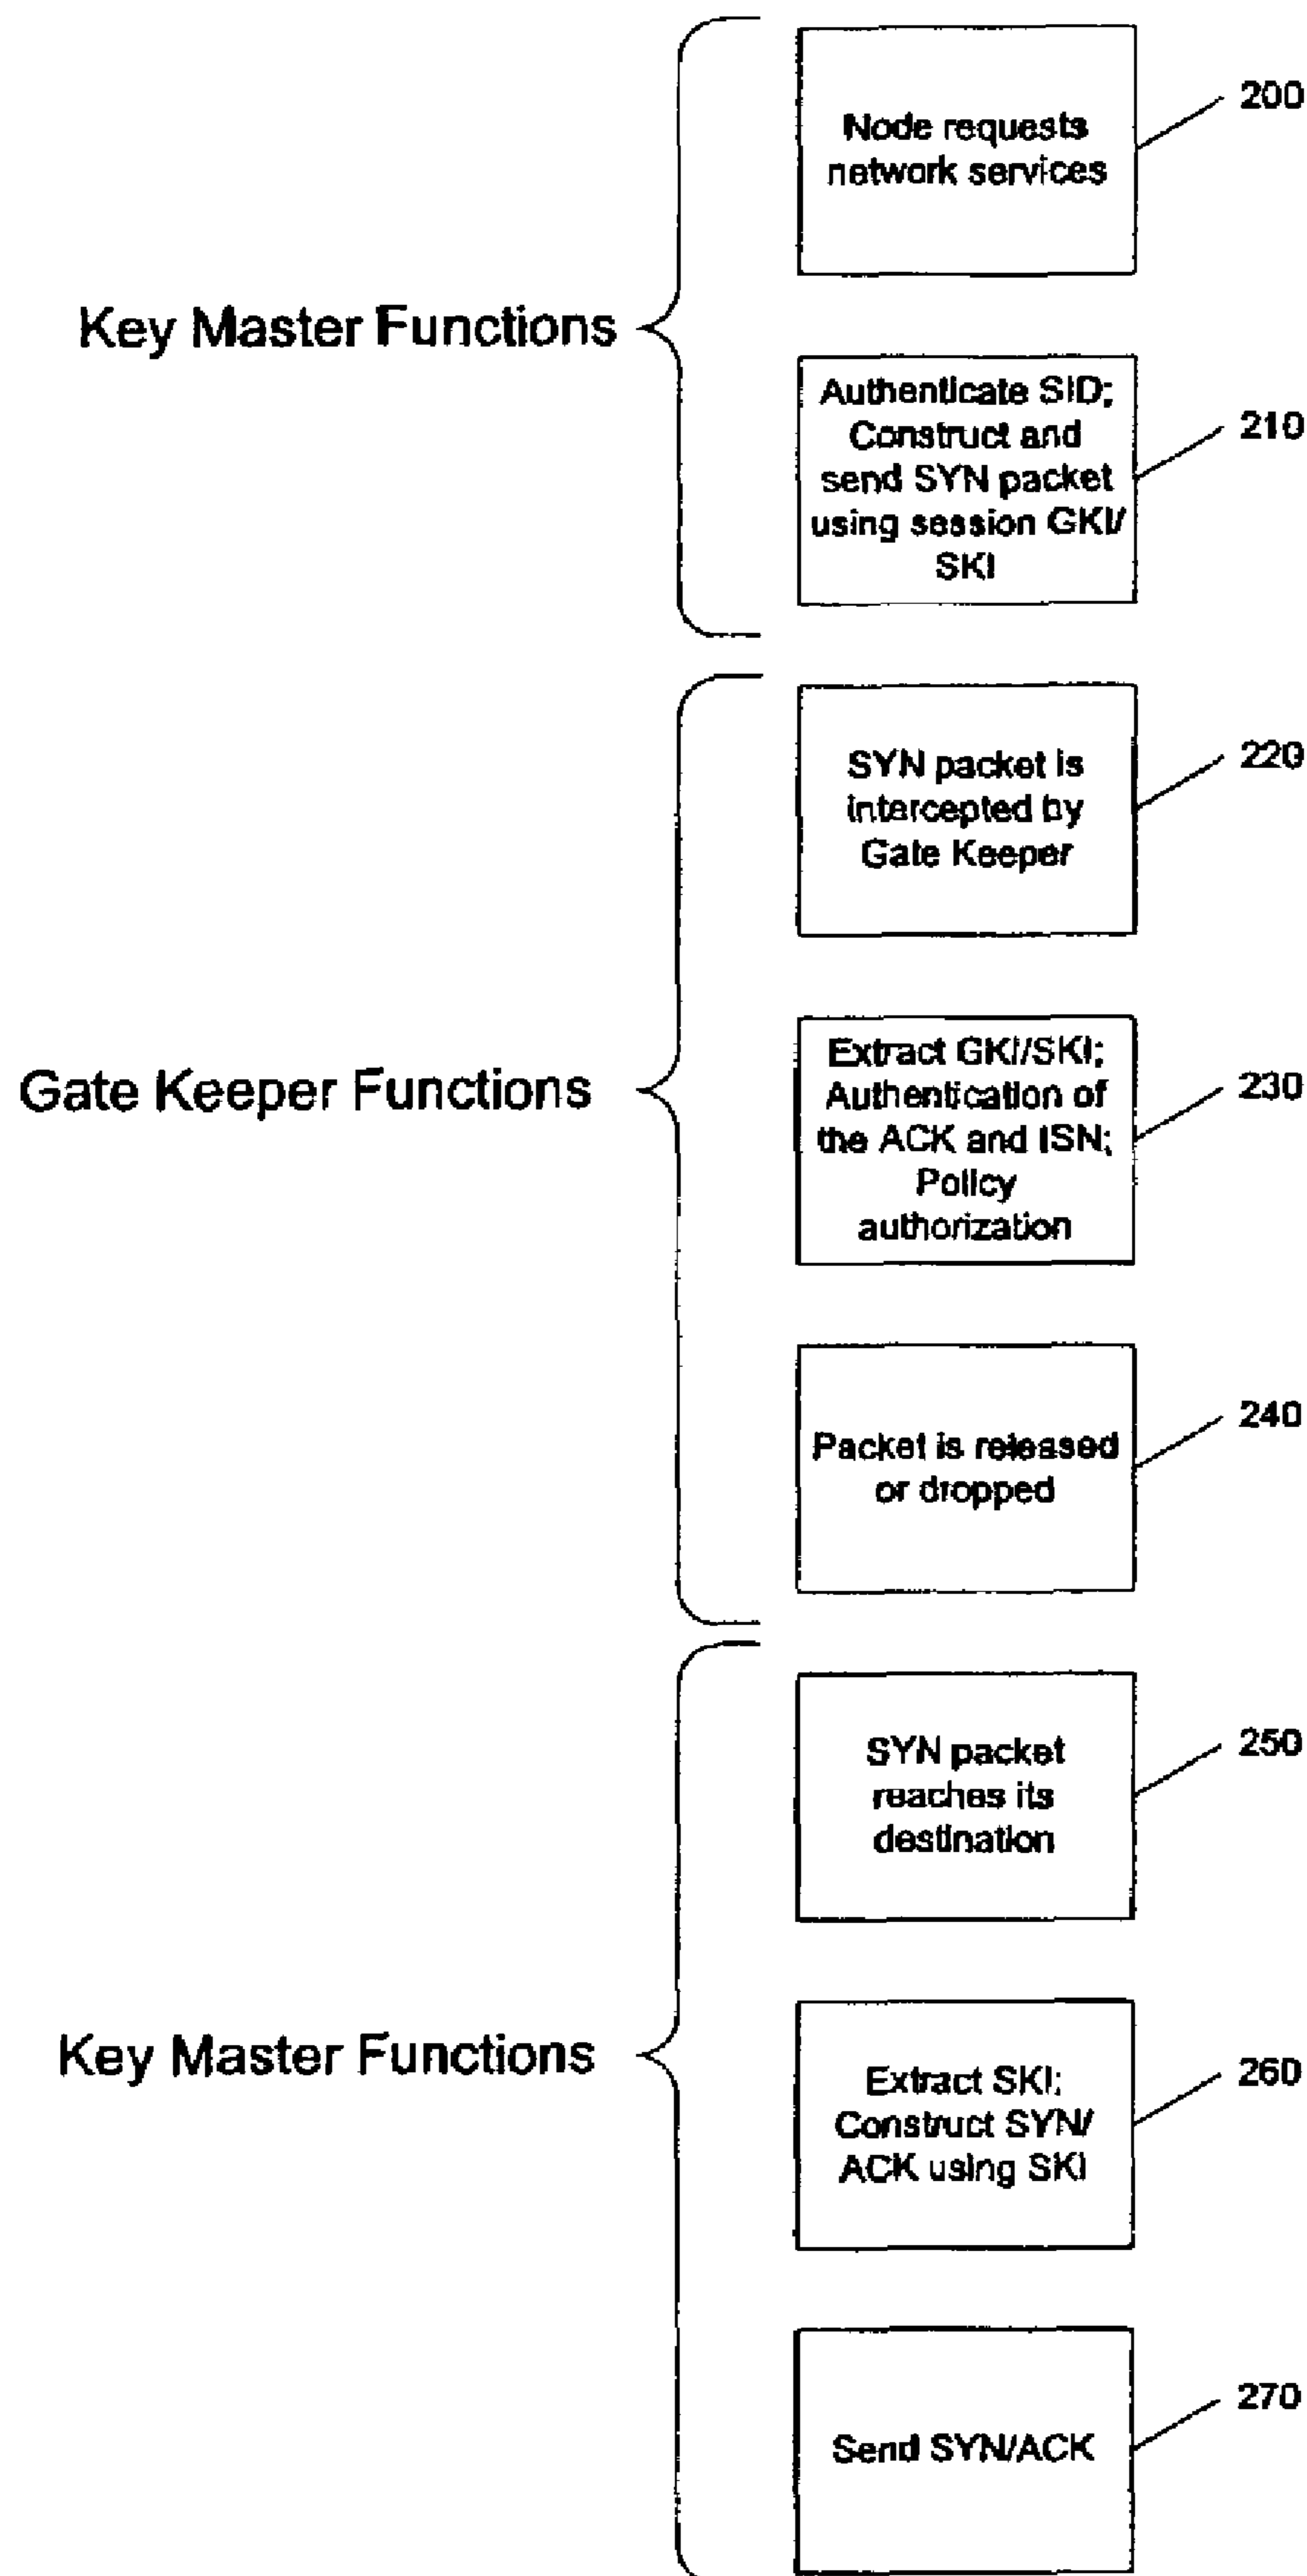 Node requests
network services
200
Key Master Functions
Authenticate SID;
Construct and
send SYN packet
using session GKI/
SKI
210
SYN packet is
intercepted by
Gate Keeper
220
Gate Keeper Functions
Extract GKI/SKI;
Authentication of
the ACK and ISN;
Policy
authorization
230
Packet is released
or dropped
240
SYN packet
reaches its
destination
250
Key Master Functions
Extract SKI;
Construct SYN/
ACK using SKI
260
Send SYN/ACK
270